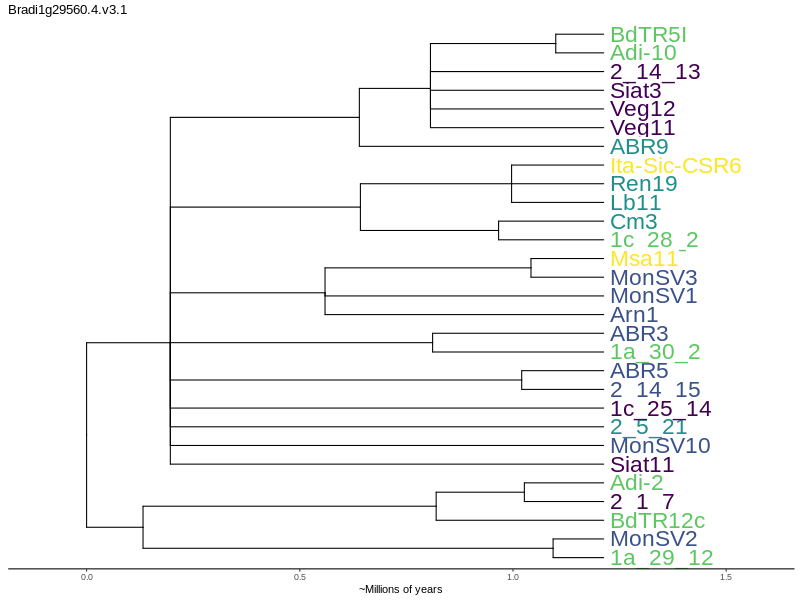 Bradi1g29560.4.v3.1
BdTR5I
Adi-10
2_14_13
Siat3
Veg12
Veg11
ABR9
Ita-Sic-CSR6
Ren19
Lb11
Cm3
1c_28_2
Msa11
MonSV3
MonSV1
Arn1
ABR3
1a_30_2
ABR5
2_14_15
1c_25_14
2_5_21
MonSV10
Siat11
Adi-2
2_1_7
BdTR12c
MonSV2
1a_29_12
0.0 0.5 1.0 1.5
~Millions of years